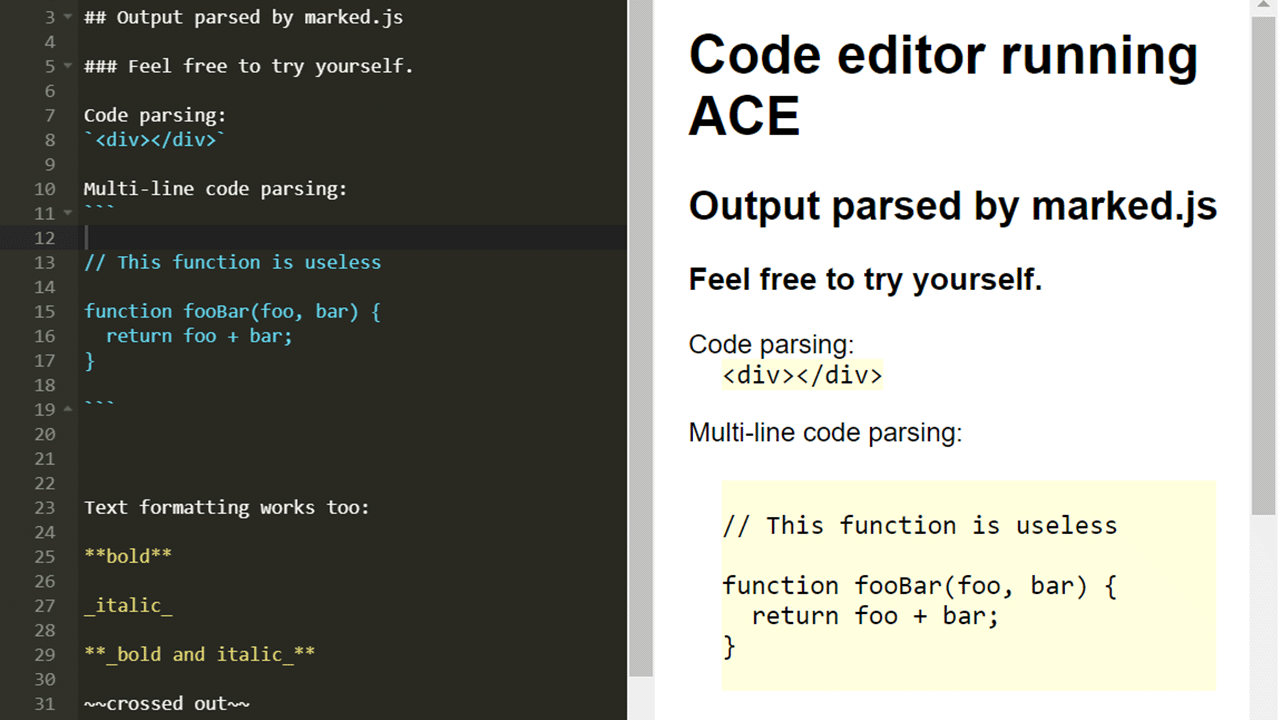 3 ## Output parsed by marked.js
4
5 ### Feel free to try yourself.
6
7 Code parsing:
8 `<div></div>`
9
10 Multi-line code parsing:
11 ```
12
13 // This function is useless
14
15 function fooBar(foo, bar) {
16   return foo + bar;
17 }
18
19 ```
20
21
22
23 Text formatting works too:
24
25 **bold**
26
27 _italic_
28
29 **_bold and italic_**
30
31 ~~crossed out~~
Code editor running
ACE
Output parsed by marked.js
Feel free to try yourself.
Code parsing:
<div></div>
Multi-line code parsing:
// This function is useless
function fooBar(foo, bar) {
  return foo + bar;
}